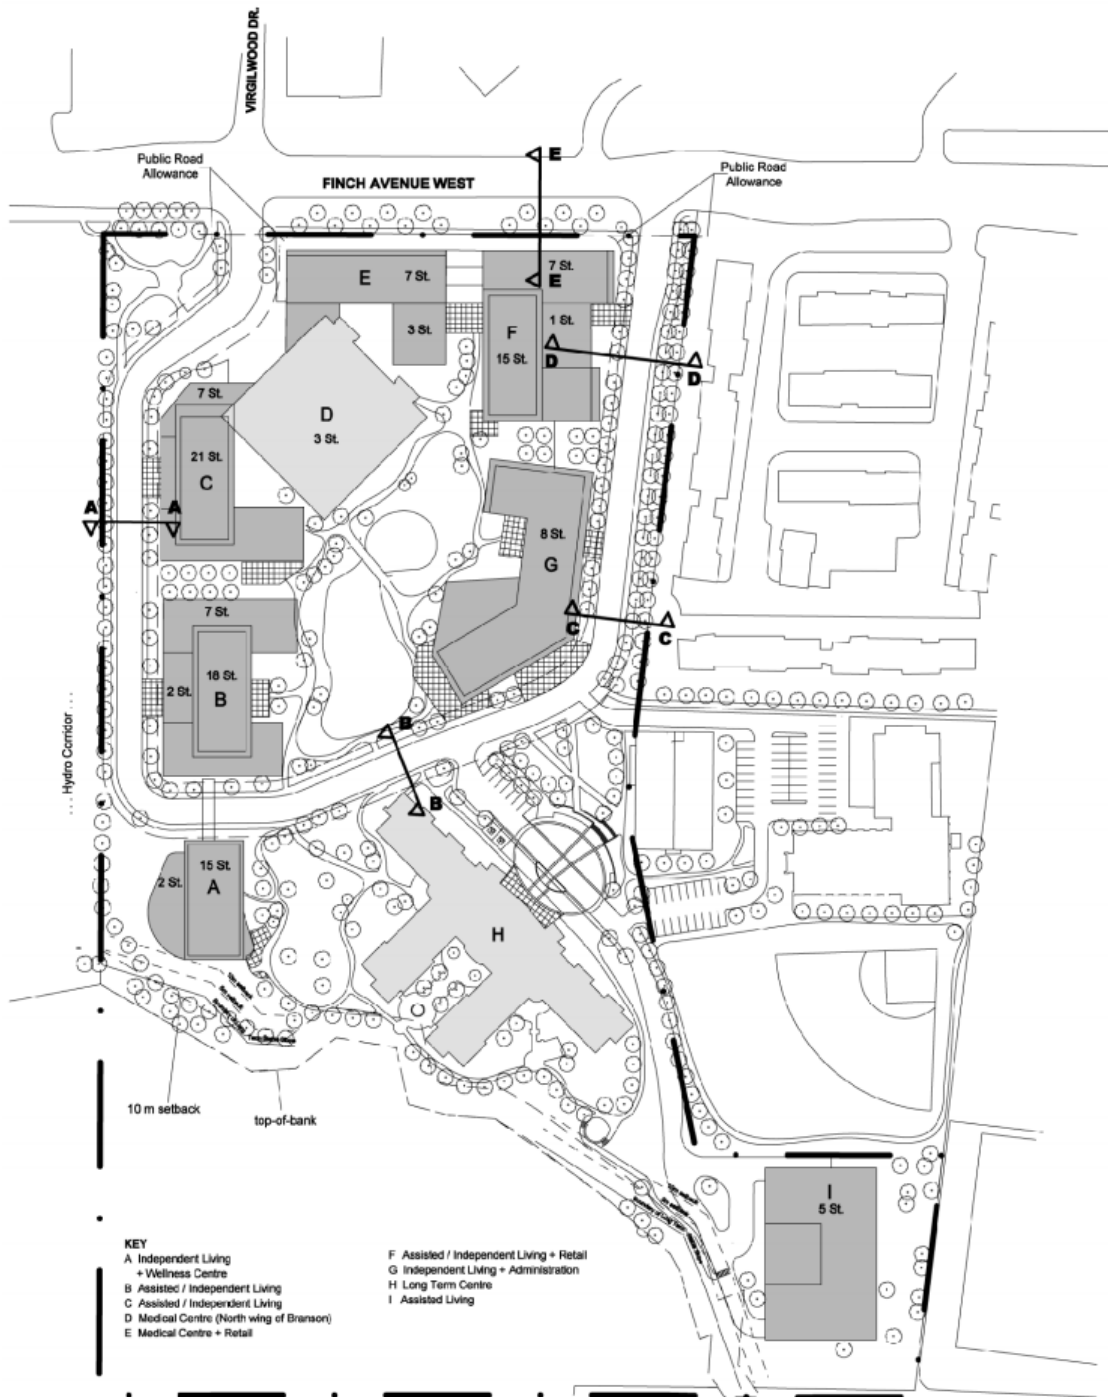 VIRGILWOOD DR.
Public Road
Allowance
FINCH AVENUE WEST
E
Public Road
Allowance
E
7 St.
7 St.
E
3 St.
F
15 St.
1 St.
D
D
7 St.
D
3 St.
21 St.
C
A
A
8 St.
G
C
C
7 St.
18 St.
2 St.
B
B
B
... Hydro Corridor ...
15 St.
2 St.
A
H
10m setback
10 m setback
top-of-bank
I
5 St.
KEY
A Independent Living
+ Wellness Centre
B Assisted / Independent Living
C Assisted / Independent Living
D Medical Centre (North wing of Branson)
E Medical Centre + Retail
F Assisted / Independent Living + Retail
G Independent Living + Administration
H Long Term Centre
I Assisted Living